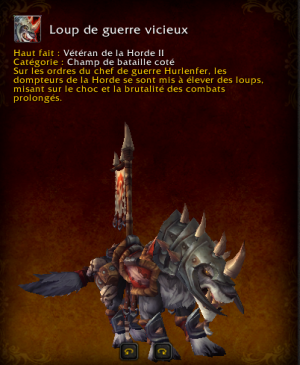 Loup de guerre vicieux
Haut fait : Vétéran de la Horde II
Catégorie : Champ de bataille coté
Sur les ordres du chef de guerre Hurlenfer, les
dompteurs de la Horde se sont mis à élever des loups,
misant sur le choc et la brutalité des combats
prolongés.